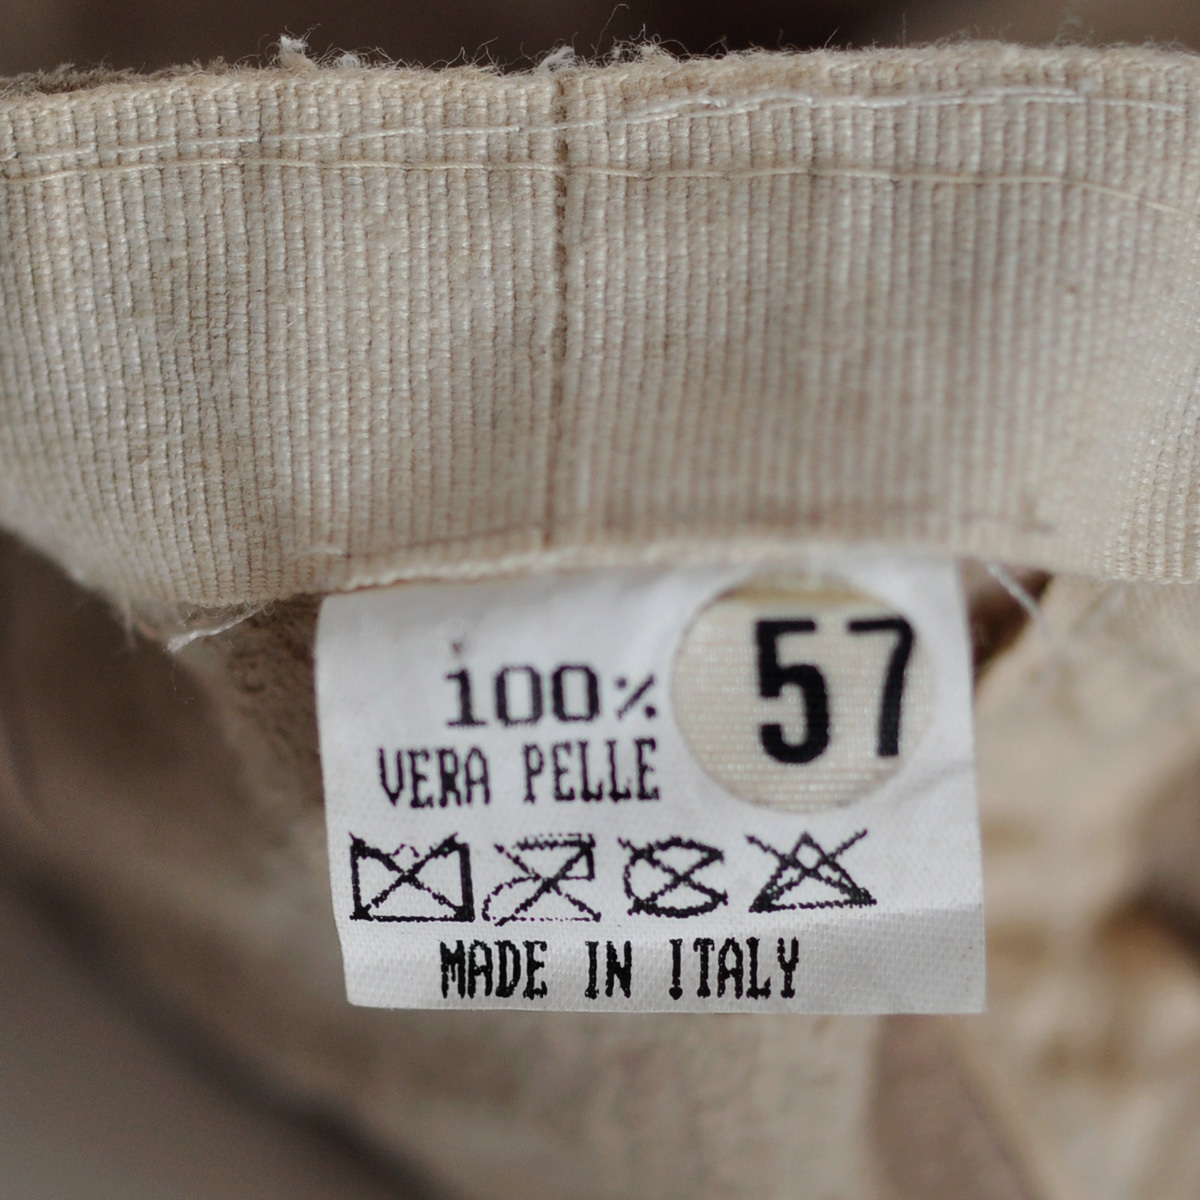 57
100%
VERA PELLE
MADE IN ITALY